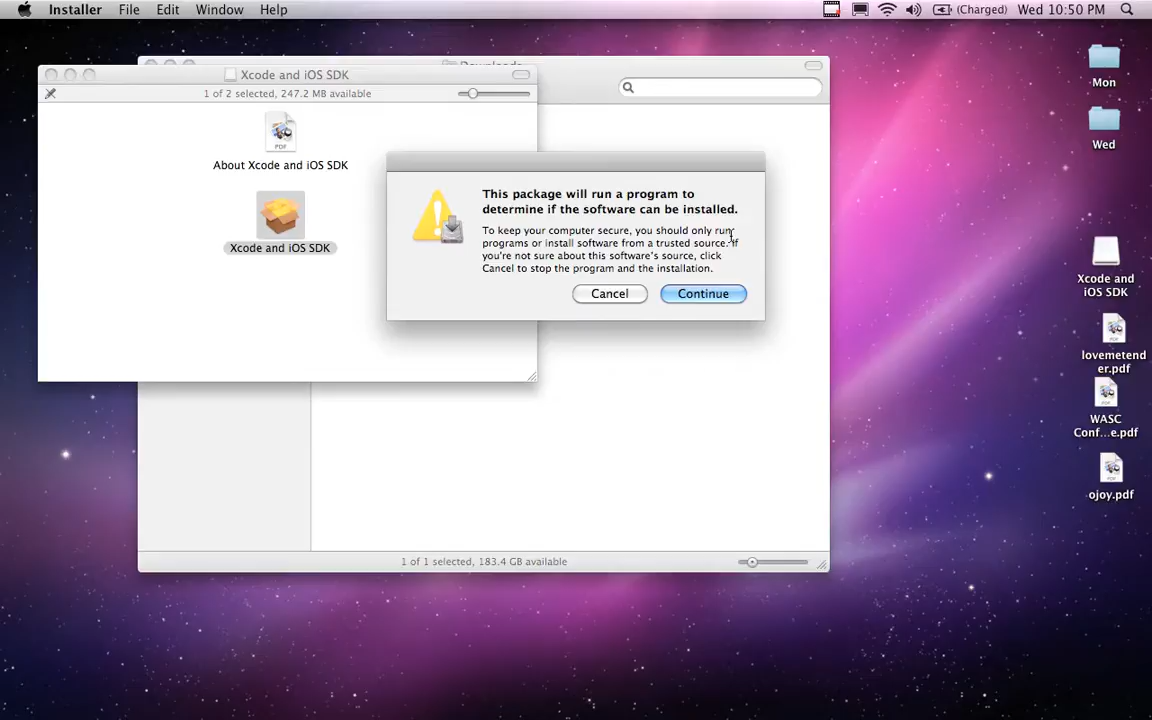 Installer File Edit Window Help (Charged) Wed 10:50 PM
Xcode and iOS SDK
1 of 2 selected, 247.2 MB available
PDF
About Xcode and iOS SDK
Xcode and iOS SDK
Downloads
This package will run a program to
determine if the software can be installed.
To keep your computer secure, you should only run
programs or install software from a trusted source. If
you're not sure about this software's source, click
Cancel to stop the program and the installation.
Cancel Continue
1 of 1 selected, 183.4 GB available
Mon
Wed
Xcode and
iOS SDK
PDF
lovemetend
er.pdf
PDF
WASC
Conf...e.pdf
PDF
ojoy.pdf